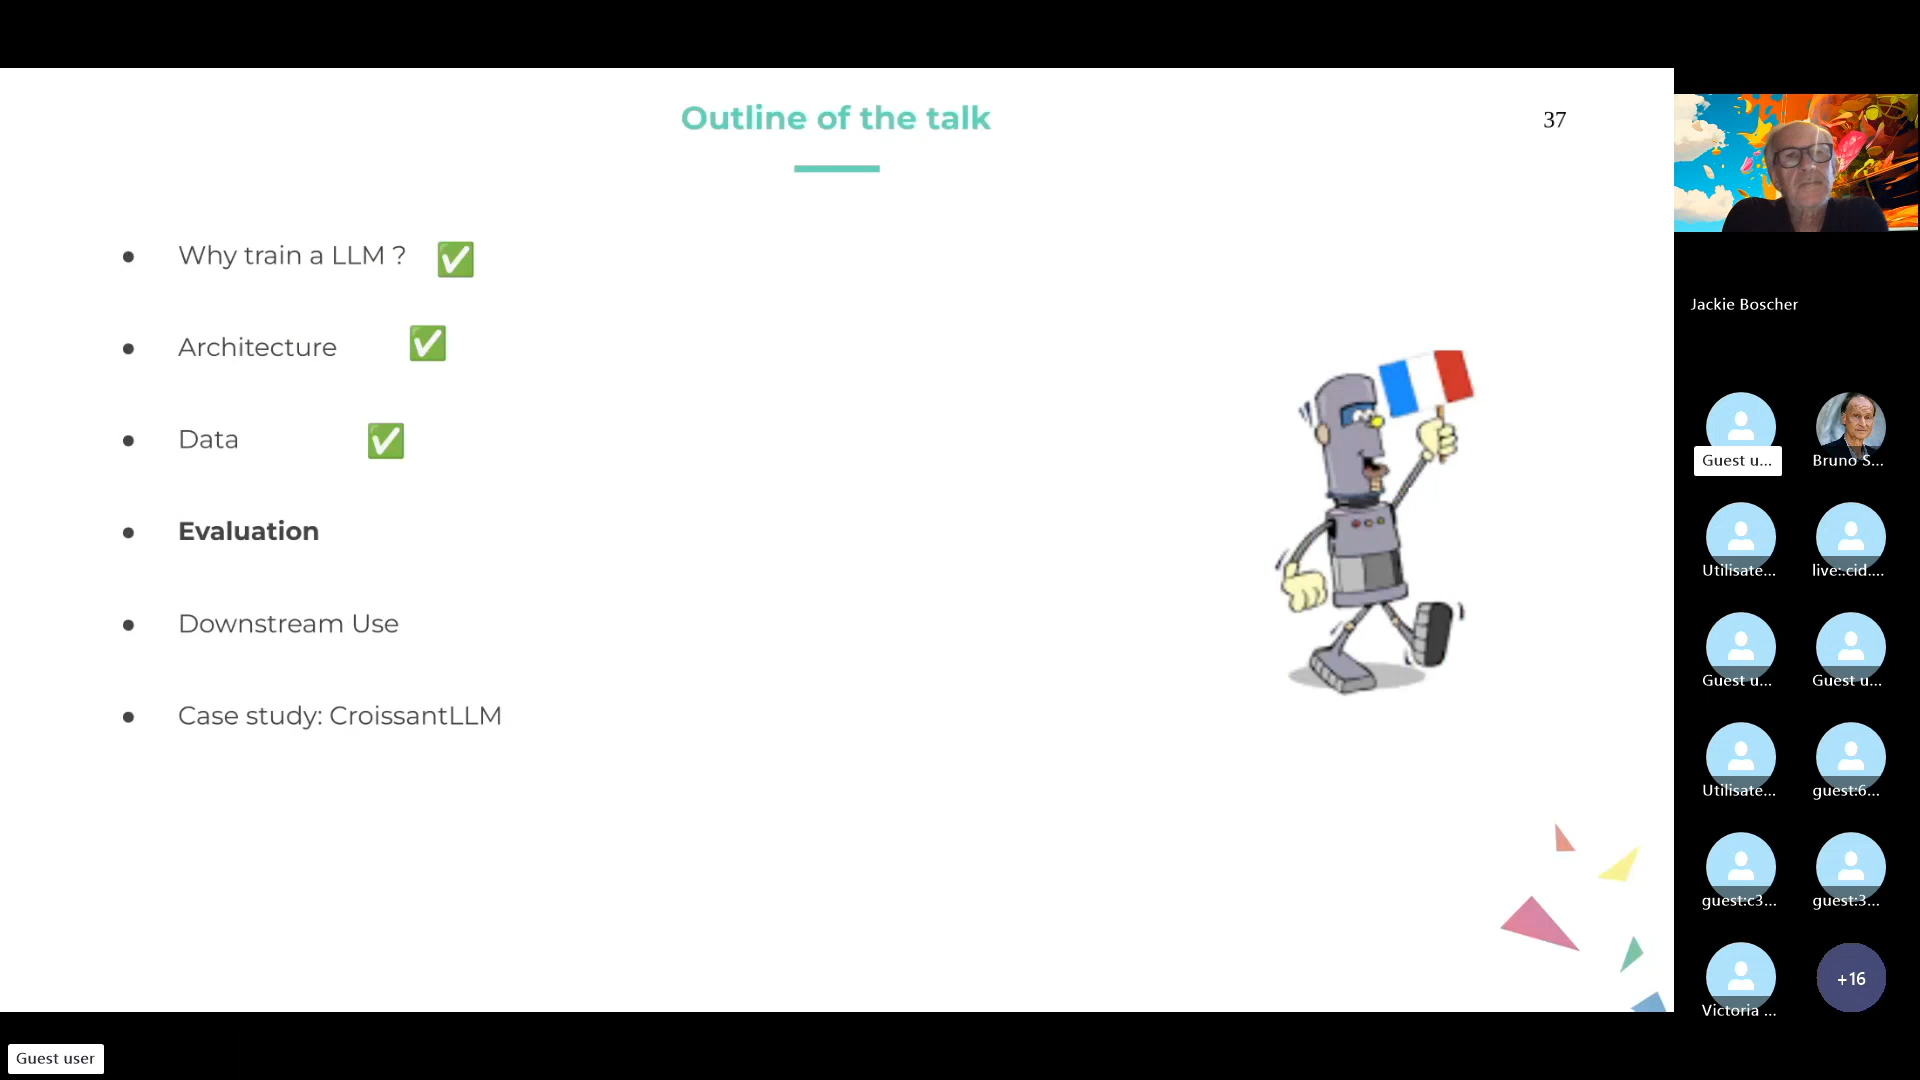 Outline of the talk
37
Why train a LLM ?
Architecture
Data
Evaluation
Downstream Use
Case study: CroissantLLM
Jackie Boscher
Guest u...
Bruno S...
Utilisate...
live:.cid....
Guest u...
Guest u...
Utilisate...
guest:6...
guest:c3...
guest:3...
Victoria ...
+16
Guest user